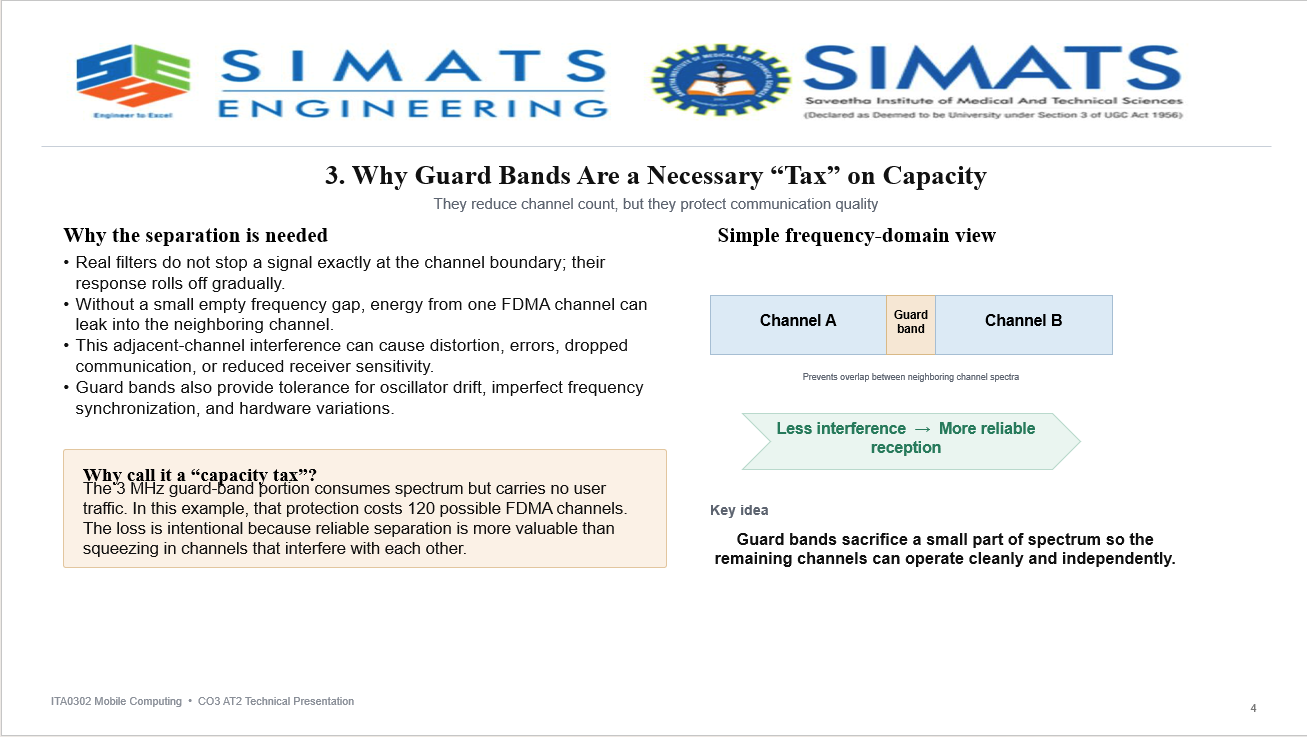 SIMATS
ENGINEERING
Engineer to Excel
SIMATS
Saveetha Institute of Medical And Technical Sciences
(Declared as Deemed to be University under Section 3 of UGC Act 1956)
3. Why Guard Bands Are a Necessary “Tax” on Capacity
They reduce channel count, but they protect communication quality
Why the separation is needed
• Real filters do not stop a signal exactly at the channel boundary; their
response rolls off gradually.
• Without a small empty frequency gap, energy from one FDMA channel can
leak into the neighboring channel.
• This adjacent-channel interference can cause distortion, errors, dropped
communication, or reduced receiver sensitivity.
• Guard bands also provide tolerance for oscillator drift, imperfect frequency
synchronization, and hardware variations.
Why call it a “capacity tax”?
The 3 MHz guard-band portion consumes spectrum but carries no user
traffic. In this example, that protection costs 120 possible FDMA channels.
The loss is intentional because reliable separation is more valuable than
squeezing in channels that interfere with each other.
Simple frequency-domain view
Channel A
Guard
band
Channel B
Prevents overlap between neighboring channel spectra
Less interference → More reliable
reception
Key idea
Guard bands sacrifice a small part of spectrum so the
remaining channels can operate cleanly and independently.
ITA0302 Mobile Computing • CO3 AT2 Technical Presentation
4